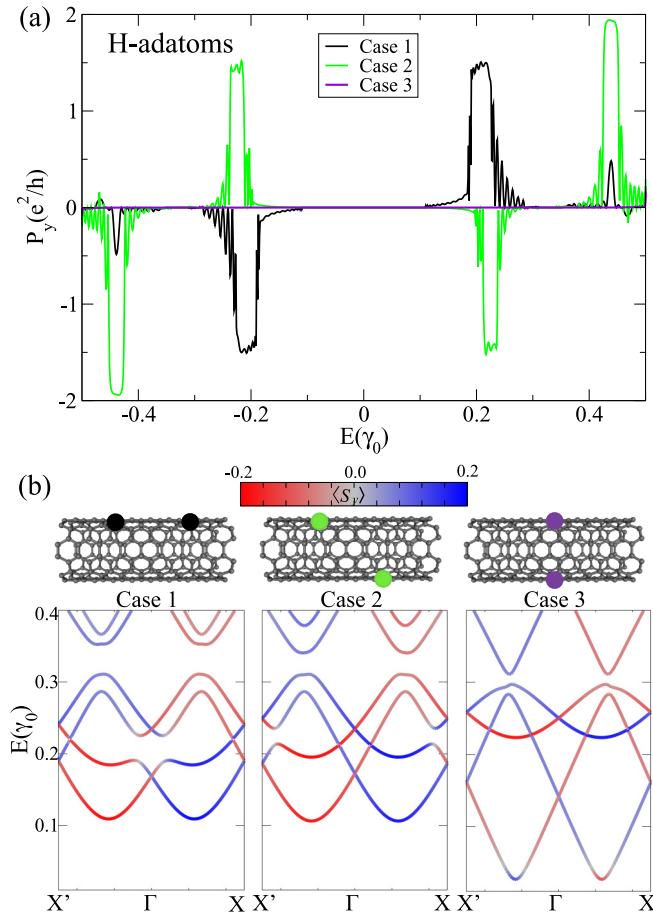 (a)
H-adatoms
Case 1
Case 2
Case 3
P_y(e^2/h)
2
1
0
-1
-2
-0.4
-0.2
0
0.2
0.4
E(γ_0)
(b)
-0.2
0.0
0.2
⟨S_y⟩
Case 1
Case 2
Case 3
E(γ_0)
0.4
0.3
0.2
0.1
X' Γ X
X' Γ X
X' Γ X